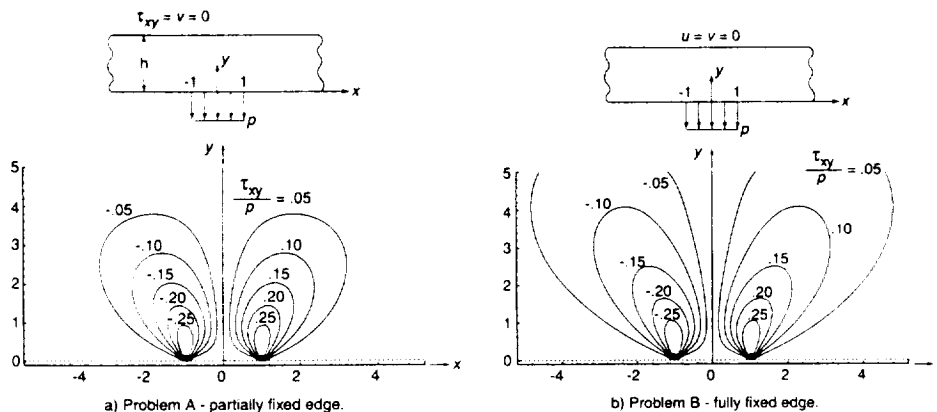 τxy = v = 0
h
y
-1
1
x
p
y
5
4
3
2
1
0
τxy/p = .05
-.05
-.10
.10
-.15
.15
-.20
.20
-.25
.25
-4
-2
0
2
4
x
a) Problem A - partially fixed edge.
u = v = 0
y
-1
1
x
p
y
5
4
3
2
1
0
τxy/p = .05
-.05
-.10
.10
-.15
.15
-.20
.20
-.25
.25
-4
-2
0
2
4
x
b) Problem B - fully fixed edge.